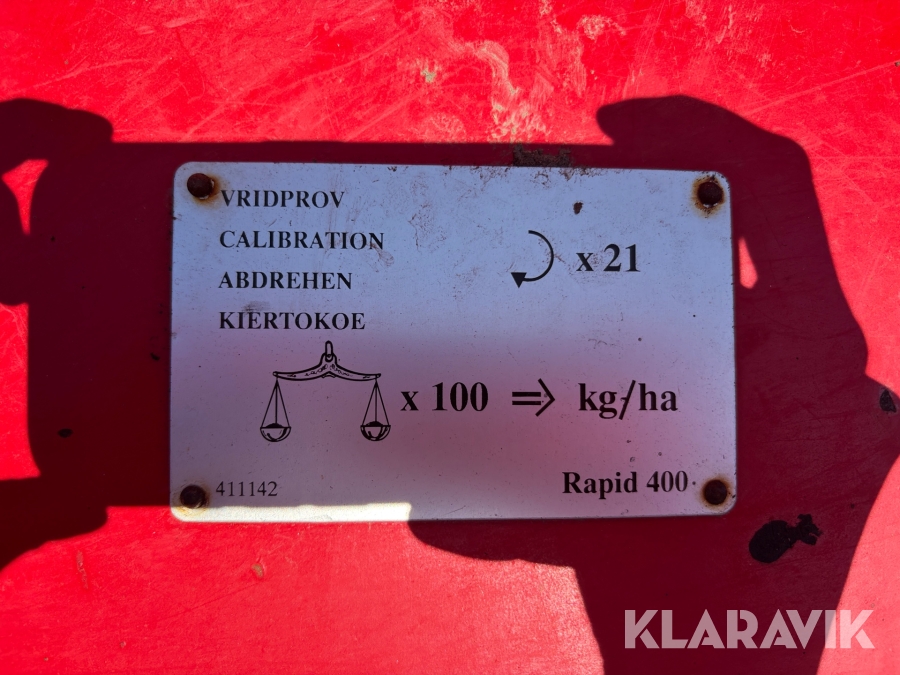 VRIDPROV
CALIBRATION
ABDREHEN
KIERTOKOE
x 21
x 100 ⇒ kg/ha
411142
Rapid 400
KLARAVIK